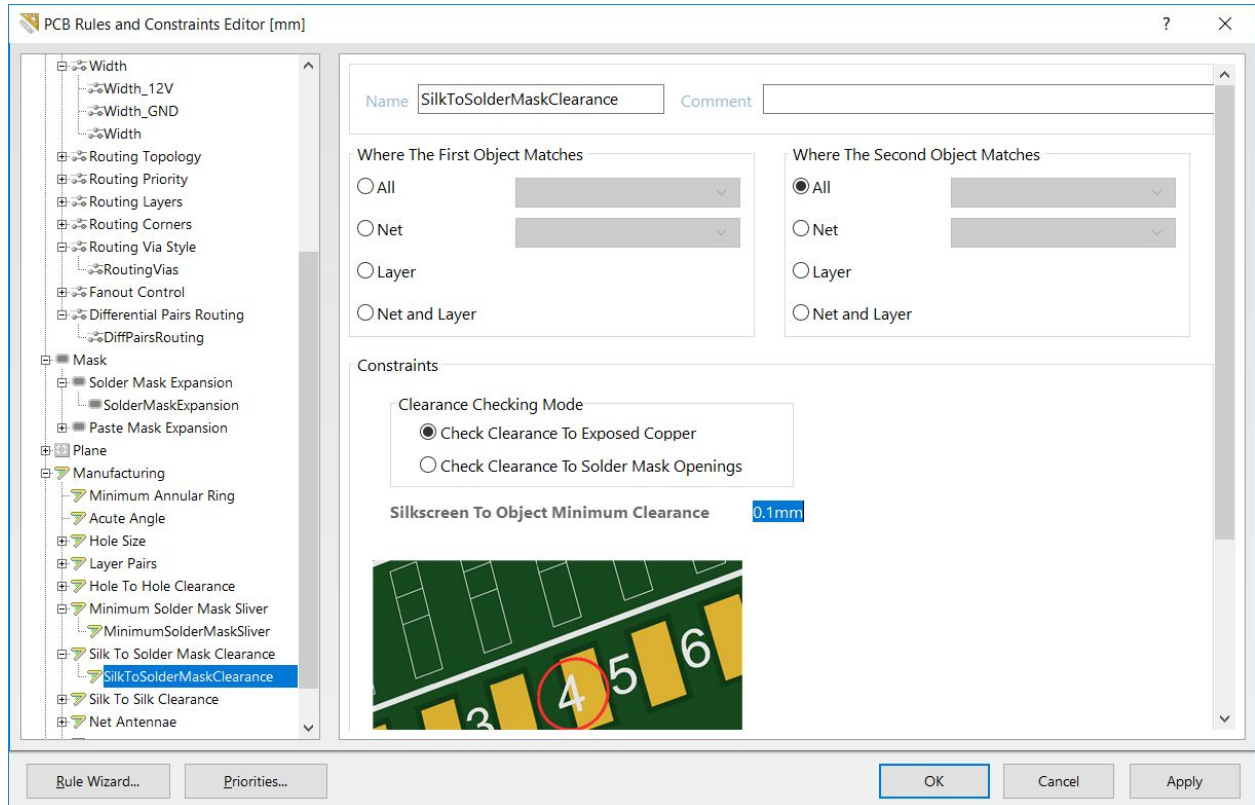 PCB Rules and Constraints Editor [mm]
?
Width
Width_12V
Width_GND
Width
Routing Topology
Routing Priority
Routing Layers
Routing Corners
Routing Via Style
RoutingVias
Fanout Control
Differential Pairs Routing
DiffPairsRouting
Mask
Solder Mask Expansion
SolderMaskExpansion
Paste Mask Expansion
Plane
Manufacturing
Minimum Annular Ring
Acute Angle
Hole Size
Layer Pairs
Hole To Hole Clearance
Minimum Solder Mask Sliver
MinimumSolderMaskSliver
Silk To Solder Mask Clearance
SilkToSolderMaskClearance
Silk To Silk Clearance
Net Antennae
Name SilkToSolderMaskClearance Comment
Where The First Object Matches
All
Net
Layer
Net and Layer
Where The Second Object Matches
All
Net
Layer
Net and Layer
Constraints
Clearance Checking Mode
Check Clearance To Exposed Copper
Check Clearance To Solder Mask Openings
Silkscreen To Object Minimum Clearance 0.1mm
3 4 5 6
Rule Wizard... Priorities... OK Cancel Apply